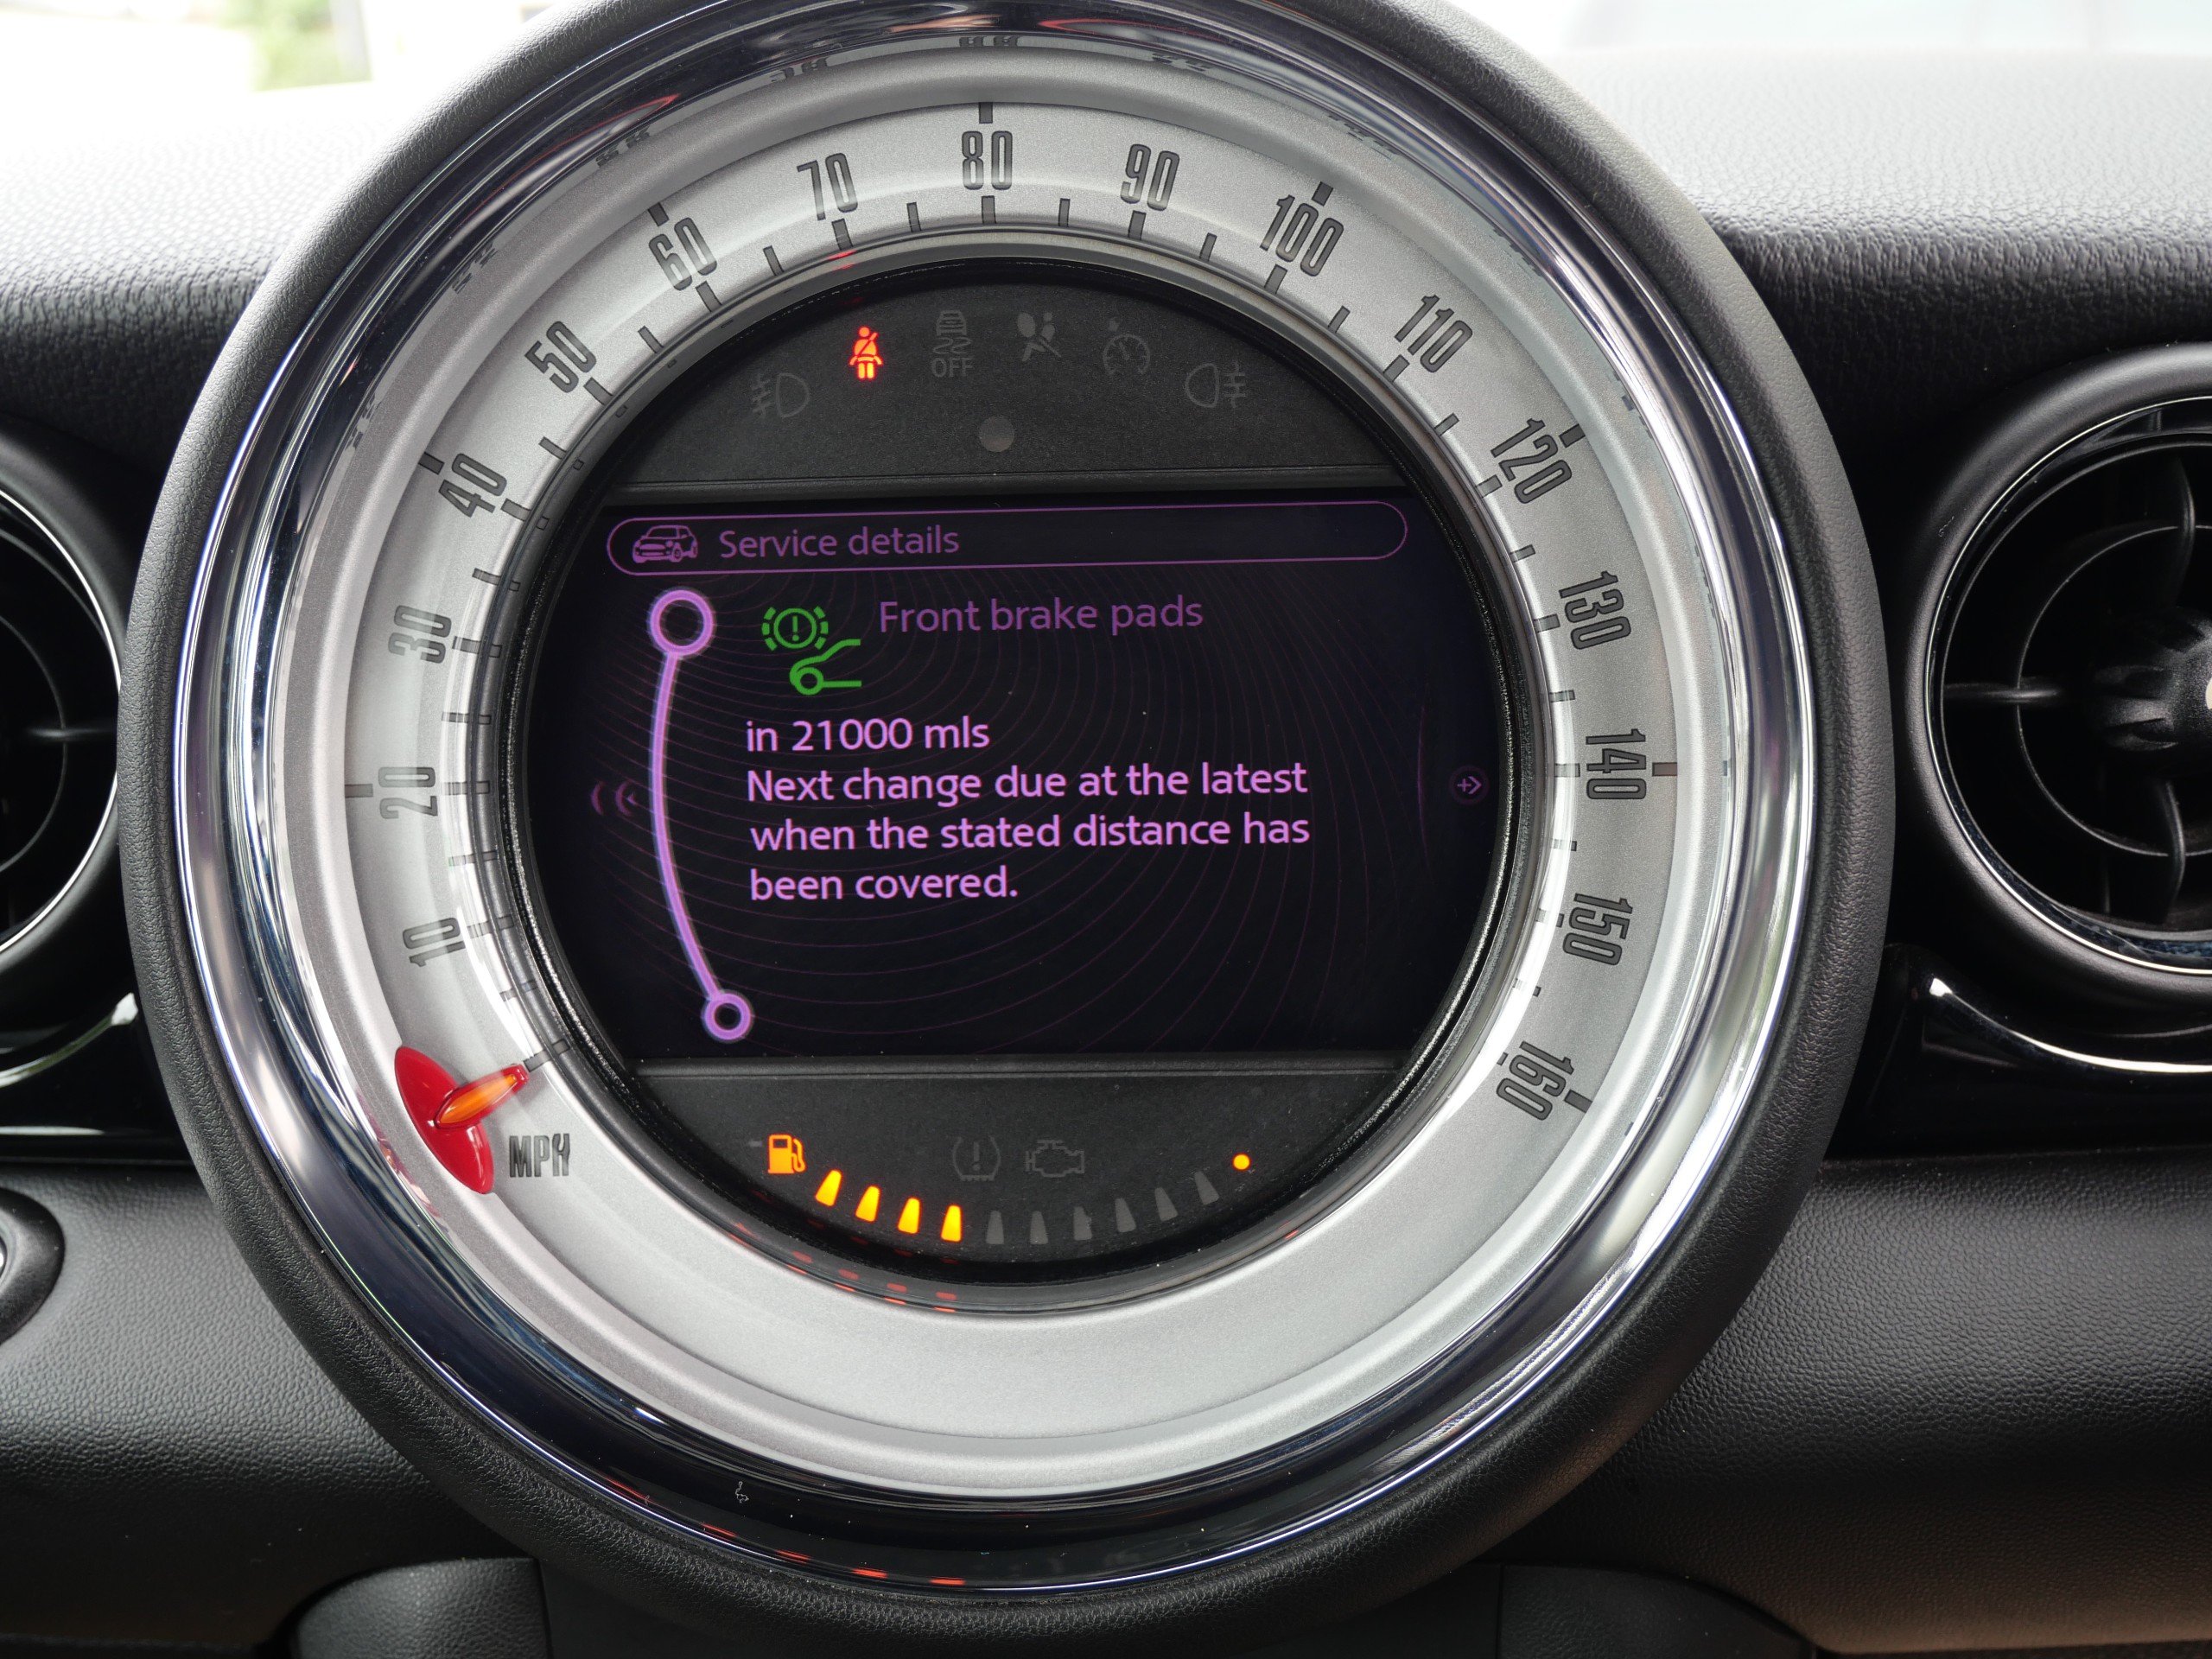 80
70
90
60
100
50
110
40
120
30
130
20
140
10
150
160
MPH
OFF
Service details
Front brake pads
in 21000 mls
Next change due at the latest
when the stated distance has
been covered.